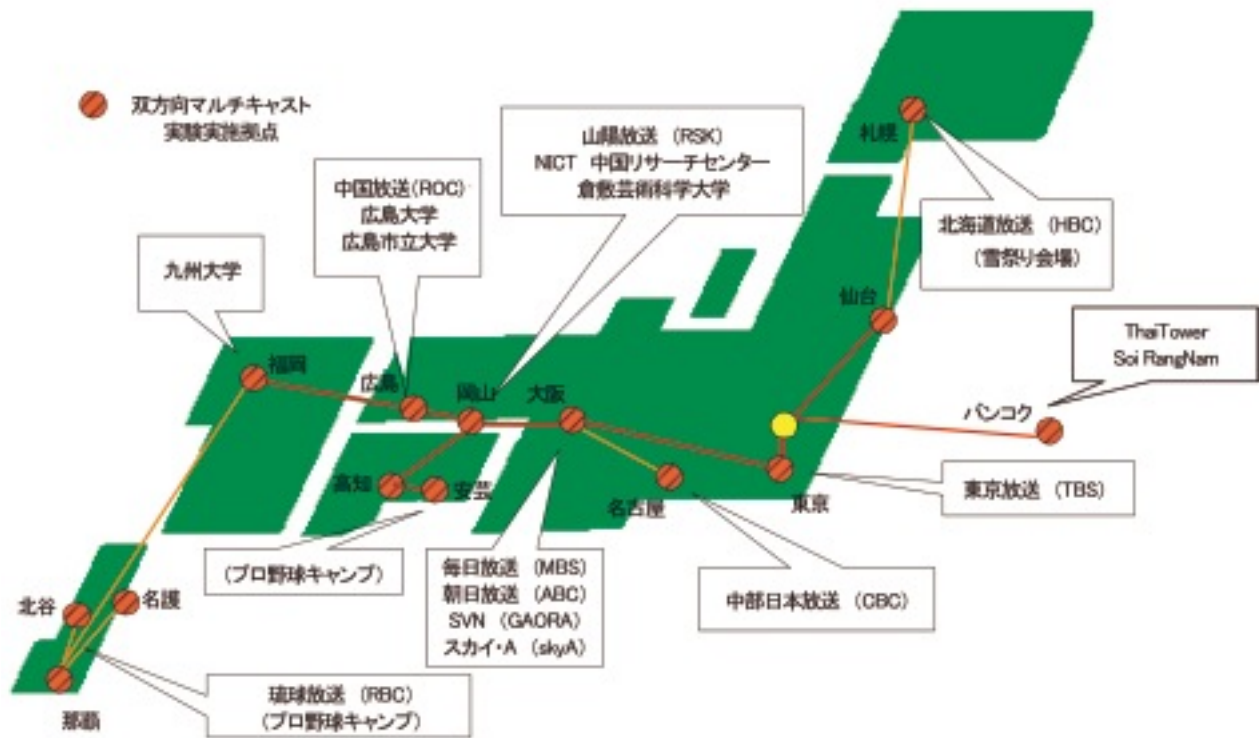 双方向マルチキャスト
実験実施拠点
山陽放送 (RSK)
NICT 中国リサーチセンター
倉敷芸術科学大学
中国放送(ROC)
広島大学
広島市立大学
九州大学
札幌
北海道放送 (HBC)
(雪祭り会場)
仙台
ThaiTower
Soi RangNam
バンコク
福岡
広島
岡山
大阪
高知
安芸
名古屋
東京
東京放送 (TBS)
(プロ野球キャンプ)
毎日放送 (MBS)
朝日放送 (ABC)
SVN (GAORA)
スカイ・A (skyA)
中部日本放送 (CBC)
北谷
名護
那覇
琉球放送 (RBC)
(プロ野球キャンプ)